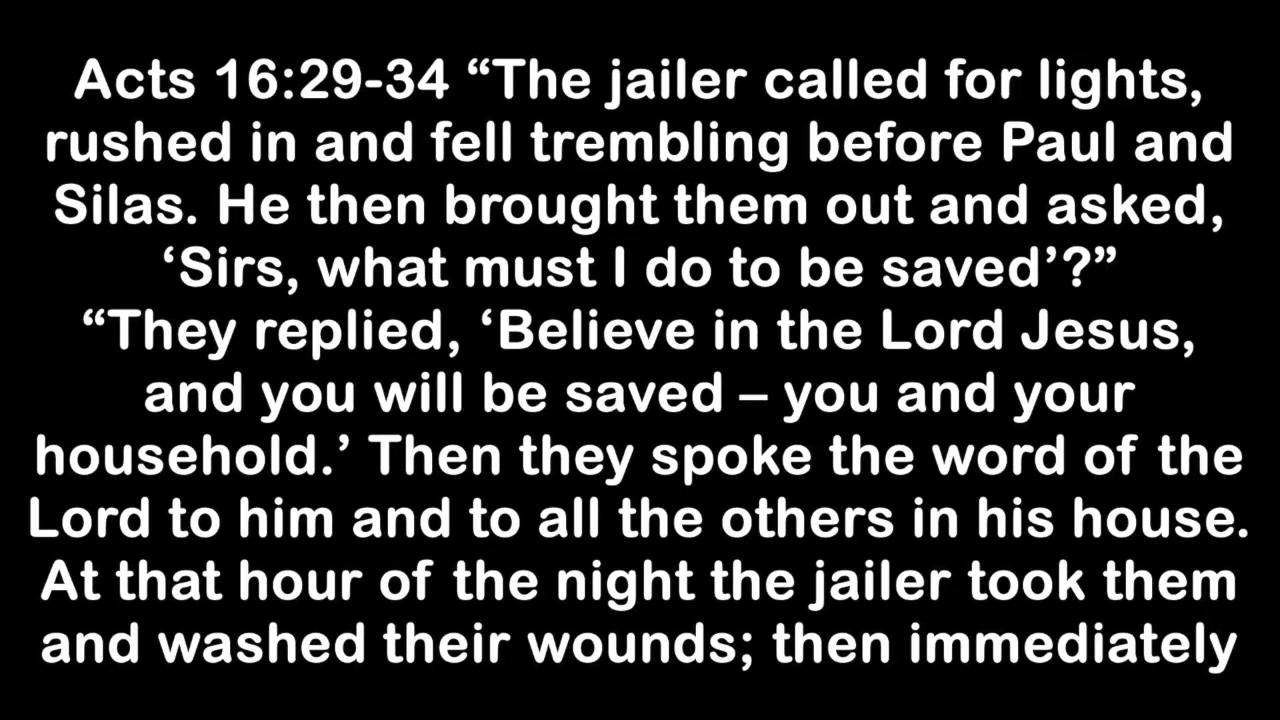 Acts 16:29-34 “The jailer called for lights,
rushed in and fell trembling before Paul and
Silas. He then brought them out and asked,
‘Sirs, what must I do to be saved’?”
“They replied, ‘Believe in the Lord Jesus,
and you will be saved – you and your
household.’ Then they spoke the word of the
Lord to him and to all the others in his house.
At that hour of the night the jailer took them
and washed their wounds; then immediately